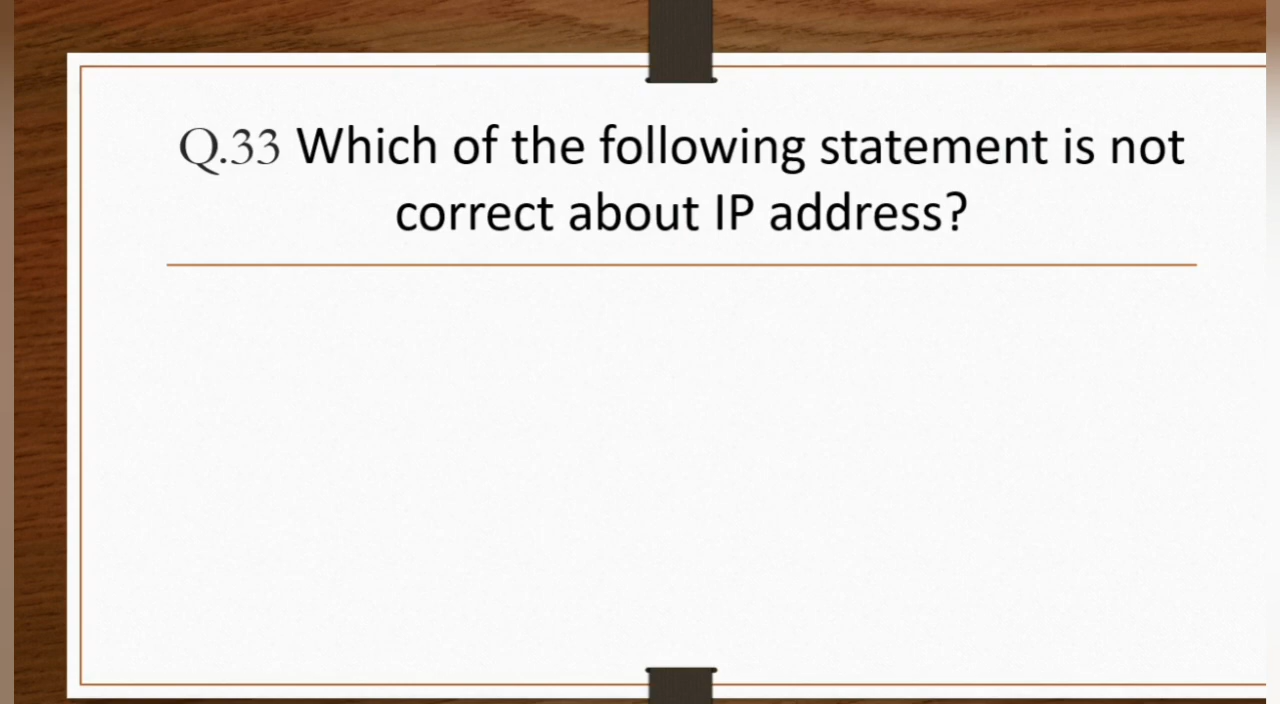 Q.33 Which of the following statement is not
correct about IP address?